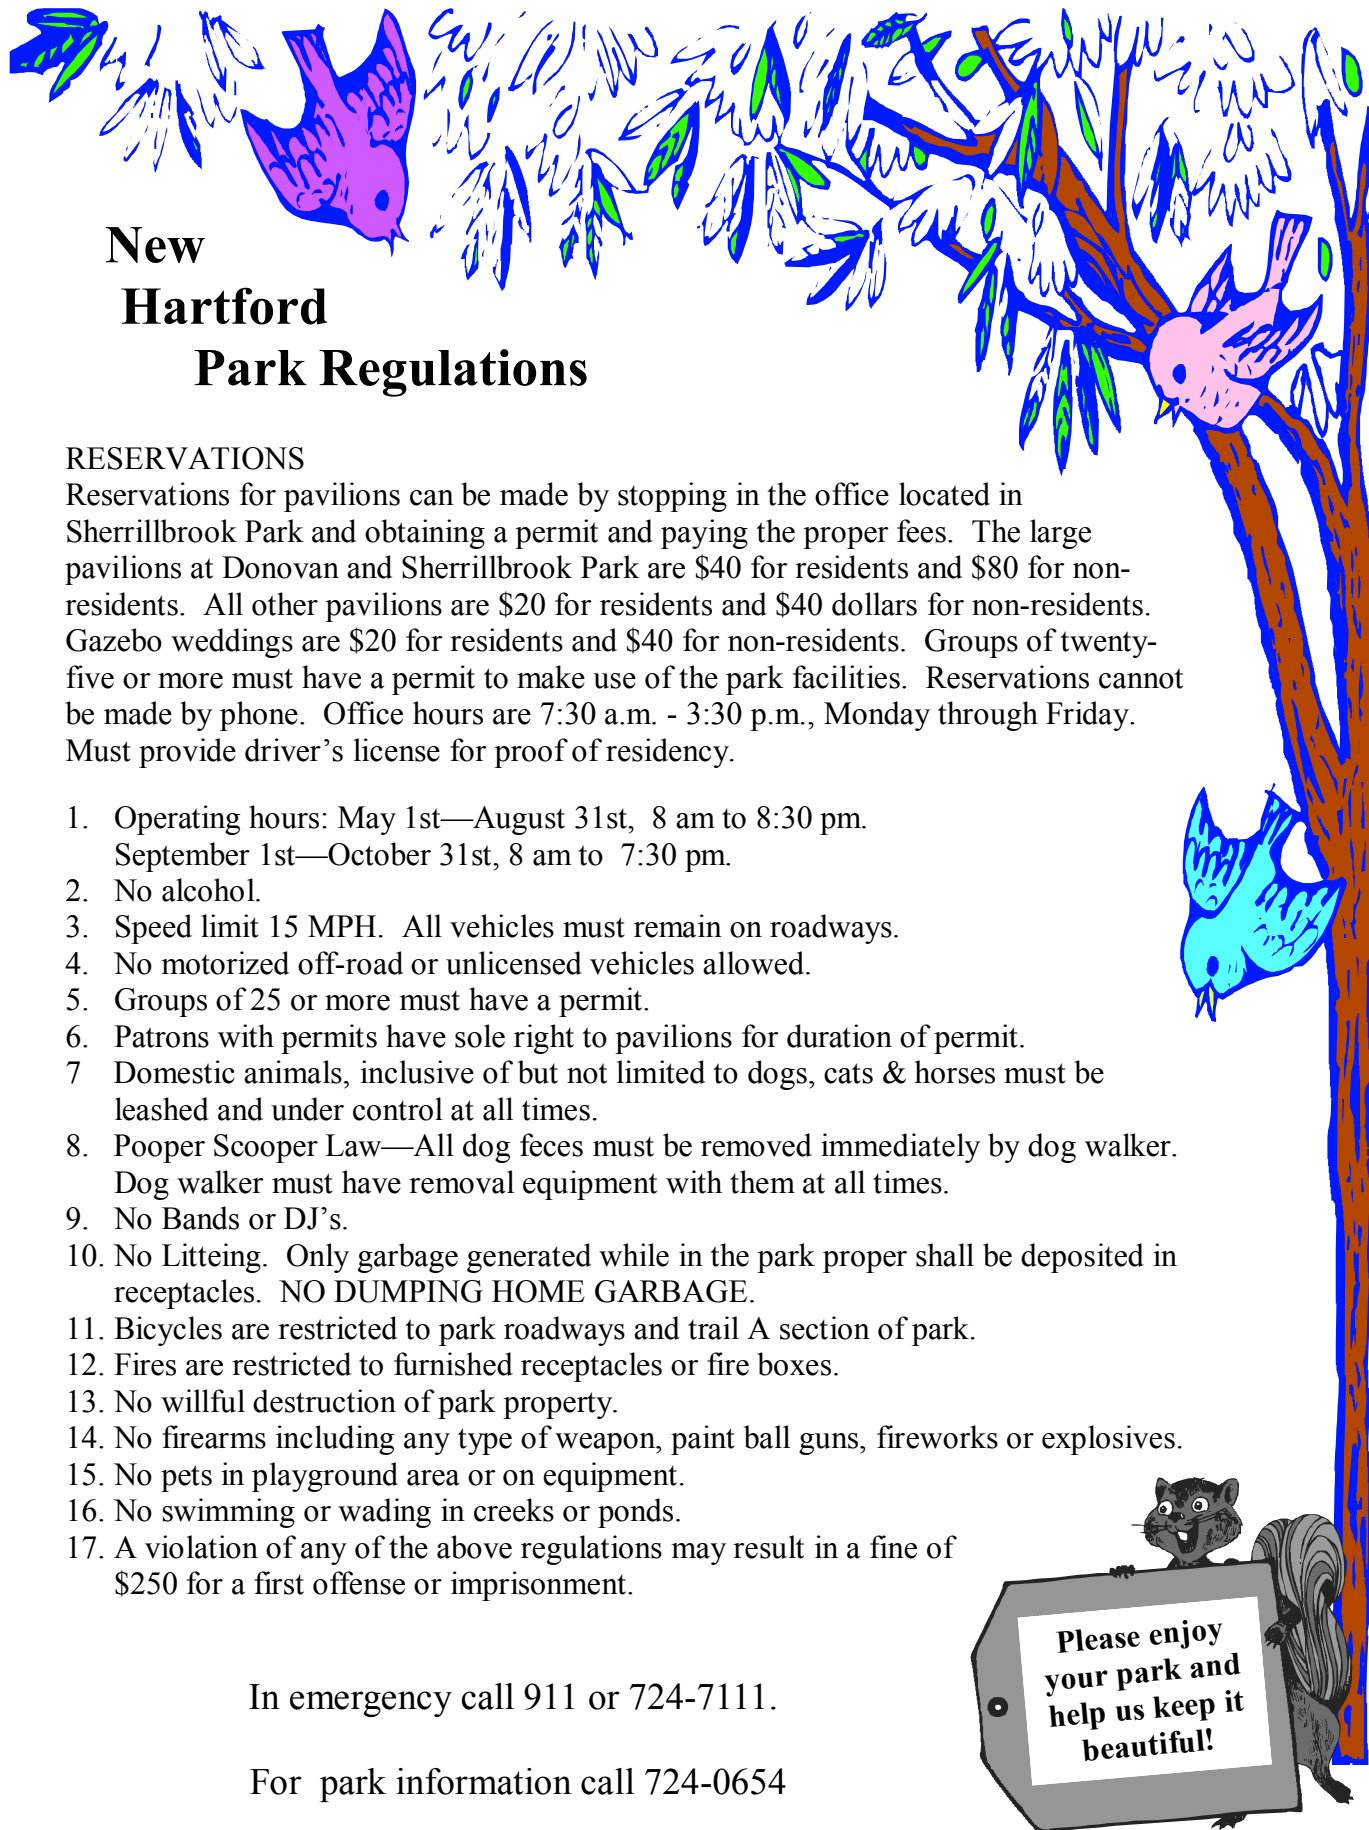 New
Hartford
Park Regulations
RESERVATIONS
Reservations for pavilions can be made by stopping in the office located in
Sherrillbrook Park and obtaining a permit and paying the proper fees.  The large
pavilions at Donovan and Sherrillbrook Park are $40 for residents and $80 for non-
residents.  All other pavilions are $20 for residents and $40 dollars for non-residents.
Gazebo weddings are $20 for residents and $40 for non-residents.  Groups of twenty-
five or more must have a permit to make use of the park facilities.  Reservations cannot
be made by phone.  Office hours are 7:30 a.m. - 3:30 p.m., Monday through Friday.
Must provide driver’s license for proof of residency.
1. Operating hours: May 1st—August 31st,  8 am to 8:30 pm.
September 1st—October 31st, 8 am to  7:30 pm.
2. No alcohol.
3. Speed limit 15 MPH.  All vehicles must remain on roadways.
4. No motorized off-road or unlicensed vehicles allowed.
5. Groups of 25 or more must have a permit.
6. Patrons with permits have sole right to pavilions for duration of permit.
7 Domestic animals, inclusive of but not limited to dogs, cats & horses must be
leashed and under control at all times.
8. Pooper Scooper Law—All dog feces must be removed immediately by dog walker.
Dog walker must have removal equipment with them at all times.
9. No Bands or DJ’s.
10. No Litteing.  Only garbage generated while in the park proper shall be deposited in
receptacles.  NO DUMPING HOME GARBAGE.
11. Bicycles are restricted to park roadways and trail A section of park.
12. Fires are restricted to furnished receptacles or fire boxes.
13. No willful destruction of park property.
14. No firearms including any type of weapon, paint ball guns, fireworks or explosives.
15. No pets in playground area or on equipment.
16. No swimming or wading in creeks or ponds.
17. A violation of any of the above regulations may result in a fine of
$250 for a first offense or imprisonment.
In emergency call 911 or 724-7111.
For  park information call 724-0654
Please enjoy
your park and
help us keep it
beautiful!